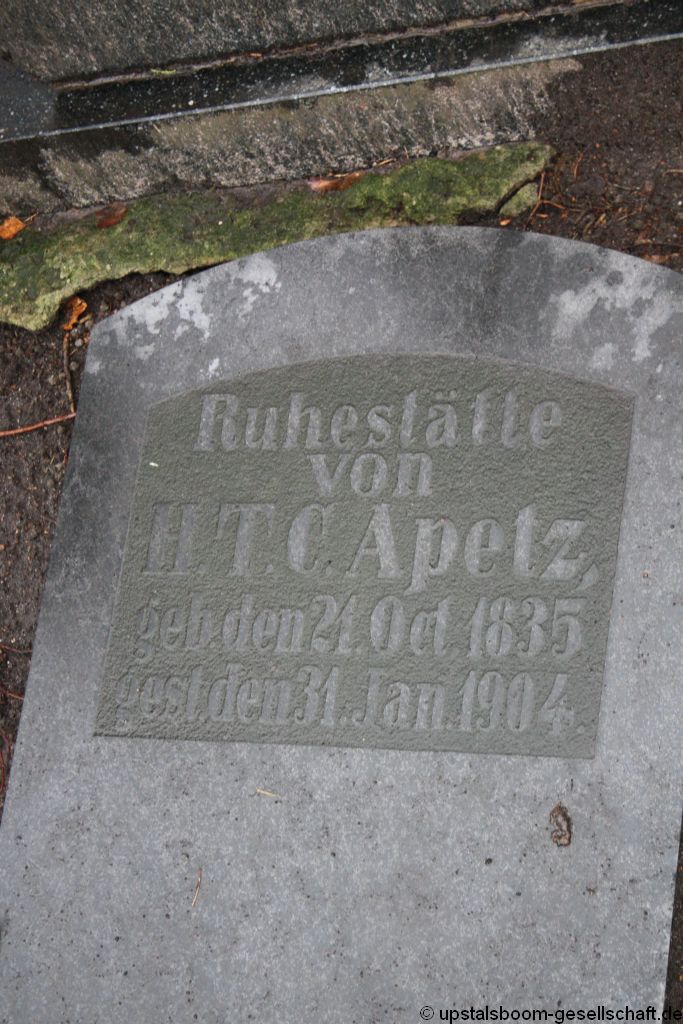 Ruhestätte
von
H. T. C. Apetz,
geb. den 21. Oct 1835
gest. den 31. Jan. 1904.
© upstalsboom-gesellschaft.de